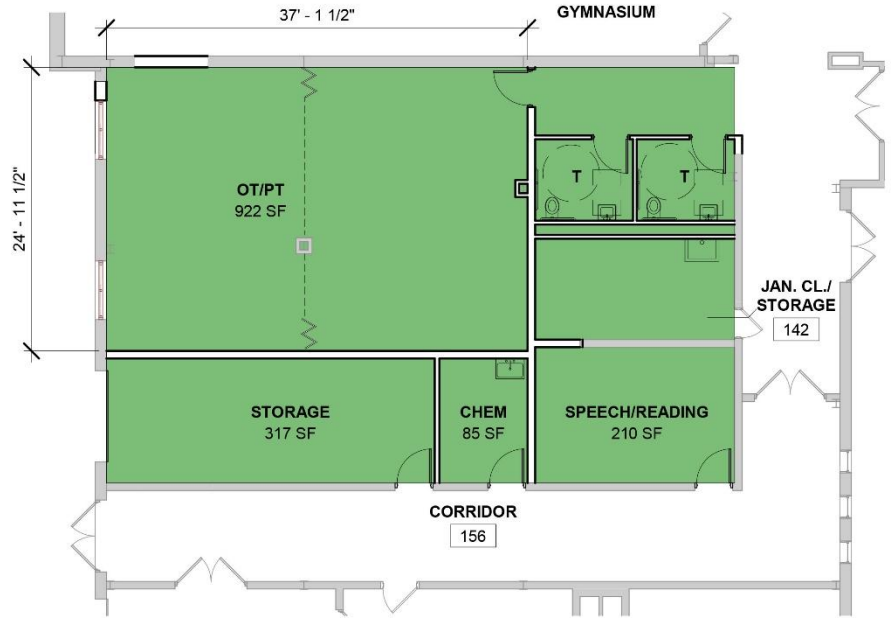 37' - 1 1/2"
GYMNASIUM
24' - 11 1/2"
OT/PT
922 SF
T
T
JAN. CL./
STORAGE
142
STORAGE
317 SF
CHEM
85 SF
SPEECH/READING
210 SF
CORRIDOR
156